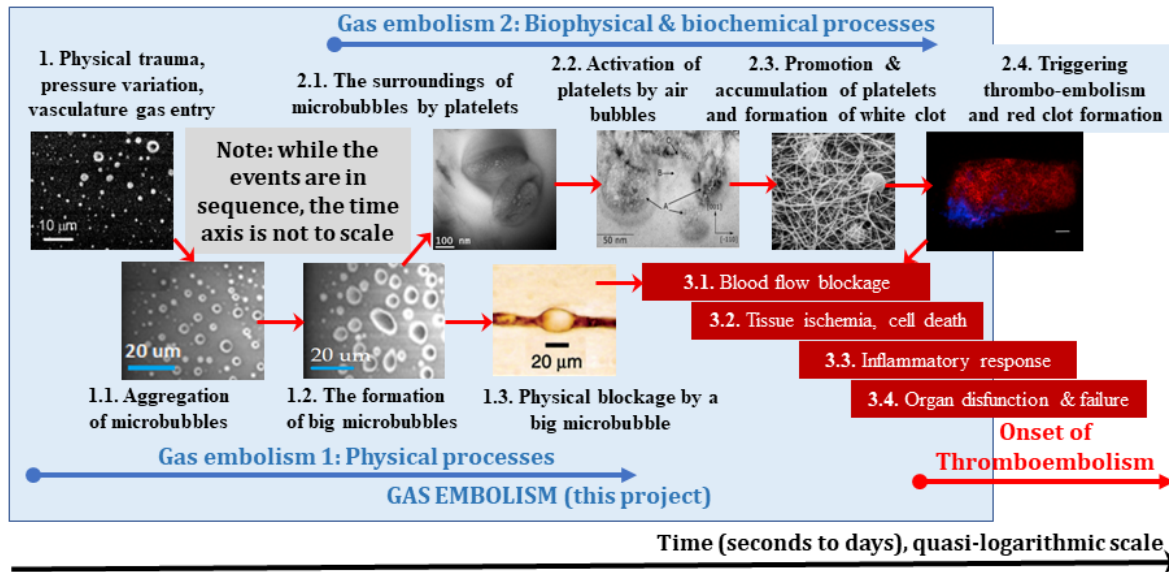 Gas embolism 2: Biophysical & biochemical processes
1. Physical trauma,
pressure variation,
vasculature gas entry
2.1. The surroundings of
microbubbles by platelets
2.2. Activation of
platelets by air
bubbles
2.3. Promotion &
accumulation of platelets
and formation of white clot
2.4. Triggering
thrombo-embolism
and red clot formation
10 μm
Note: while the
events are in
sequence, the time
axis is not to scale
100 nm
B
A
50 nm
[001]
[-110]
20 um
20 um
20 μm
3.1. Blood flow blockage
3.2. Tissue ischemia, cell death
3.3. Inflammatory response
3.4. Organ disfunction & failure
1.1. Aggregation
of microbubbles
1.2. The formation
of big microbubbles
1.3. Physical blockage by a
big microbubble
Onset of
Thromboembolism
Gas embolism 1: Physical processes
GAS EMBOLISM (this project)
Time (seconds to days), quasi-logarithmic scale